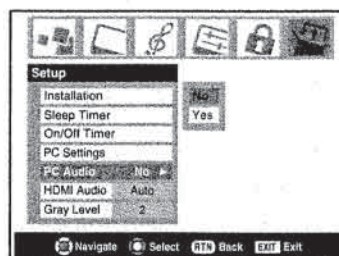 Setup
Installation
Sleep Timer
On/Off Timer
PC Settings
PC Audio No
HDMI Audio Auto
Gray Level 2
No
Yes
Navigate Select RTN Back EXIT Exit